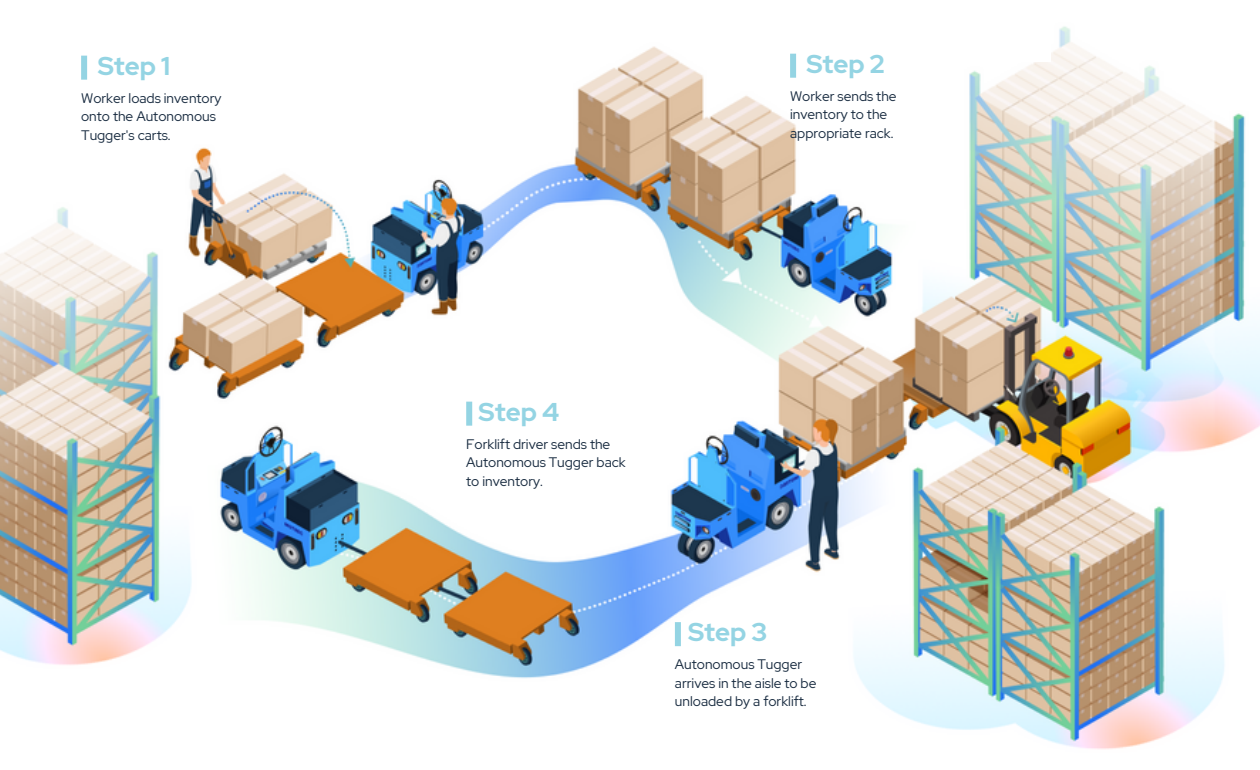 Step 1
Worker loads inventory
onto the Autonomous
Tugger's carts.
Step 2
Worker sends the
inventory to the
appropriate rack.
Step 4
Forklift driver sends the
Autonomous Tugger back
to inventory.
Step 3
Autonomous Tugger
arrives in the aisle to be
unloaded by a forklift.